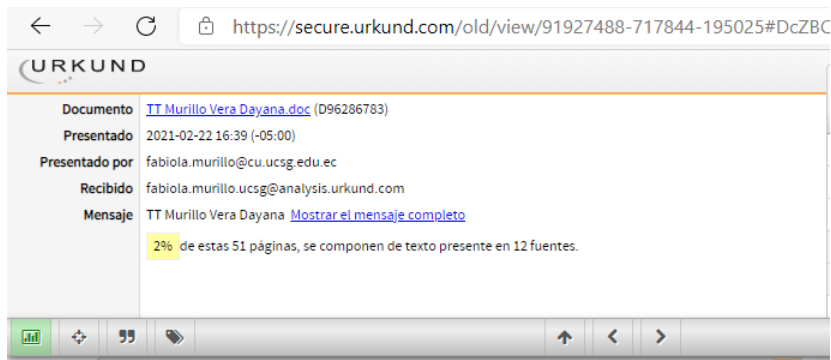 https://secure.urkund.com/old/view/91927488-717844-195025#DcZBC
URKUND
Documento TT Murillo Vera Dayana.doc (D96286783)
Presentado 2021-02-22 16:39 (-05:00)
Presentado por fabiola.murillo@cu.ucsg.edu.ec
Recibido fabiola.murillo.ucsg@analysis.urkund.com
Mensaje TT Murillo Vera Dayana Mostrar el mensaje completo
2% de estas 51 páginas, se componen de texto presente en 12 fuentes.